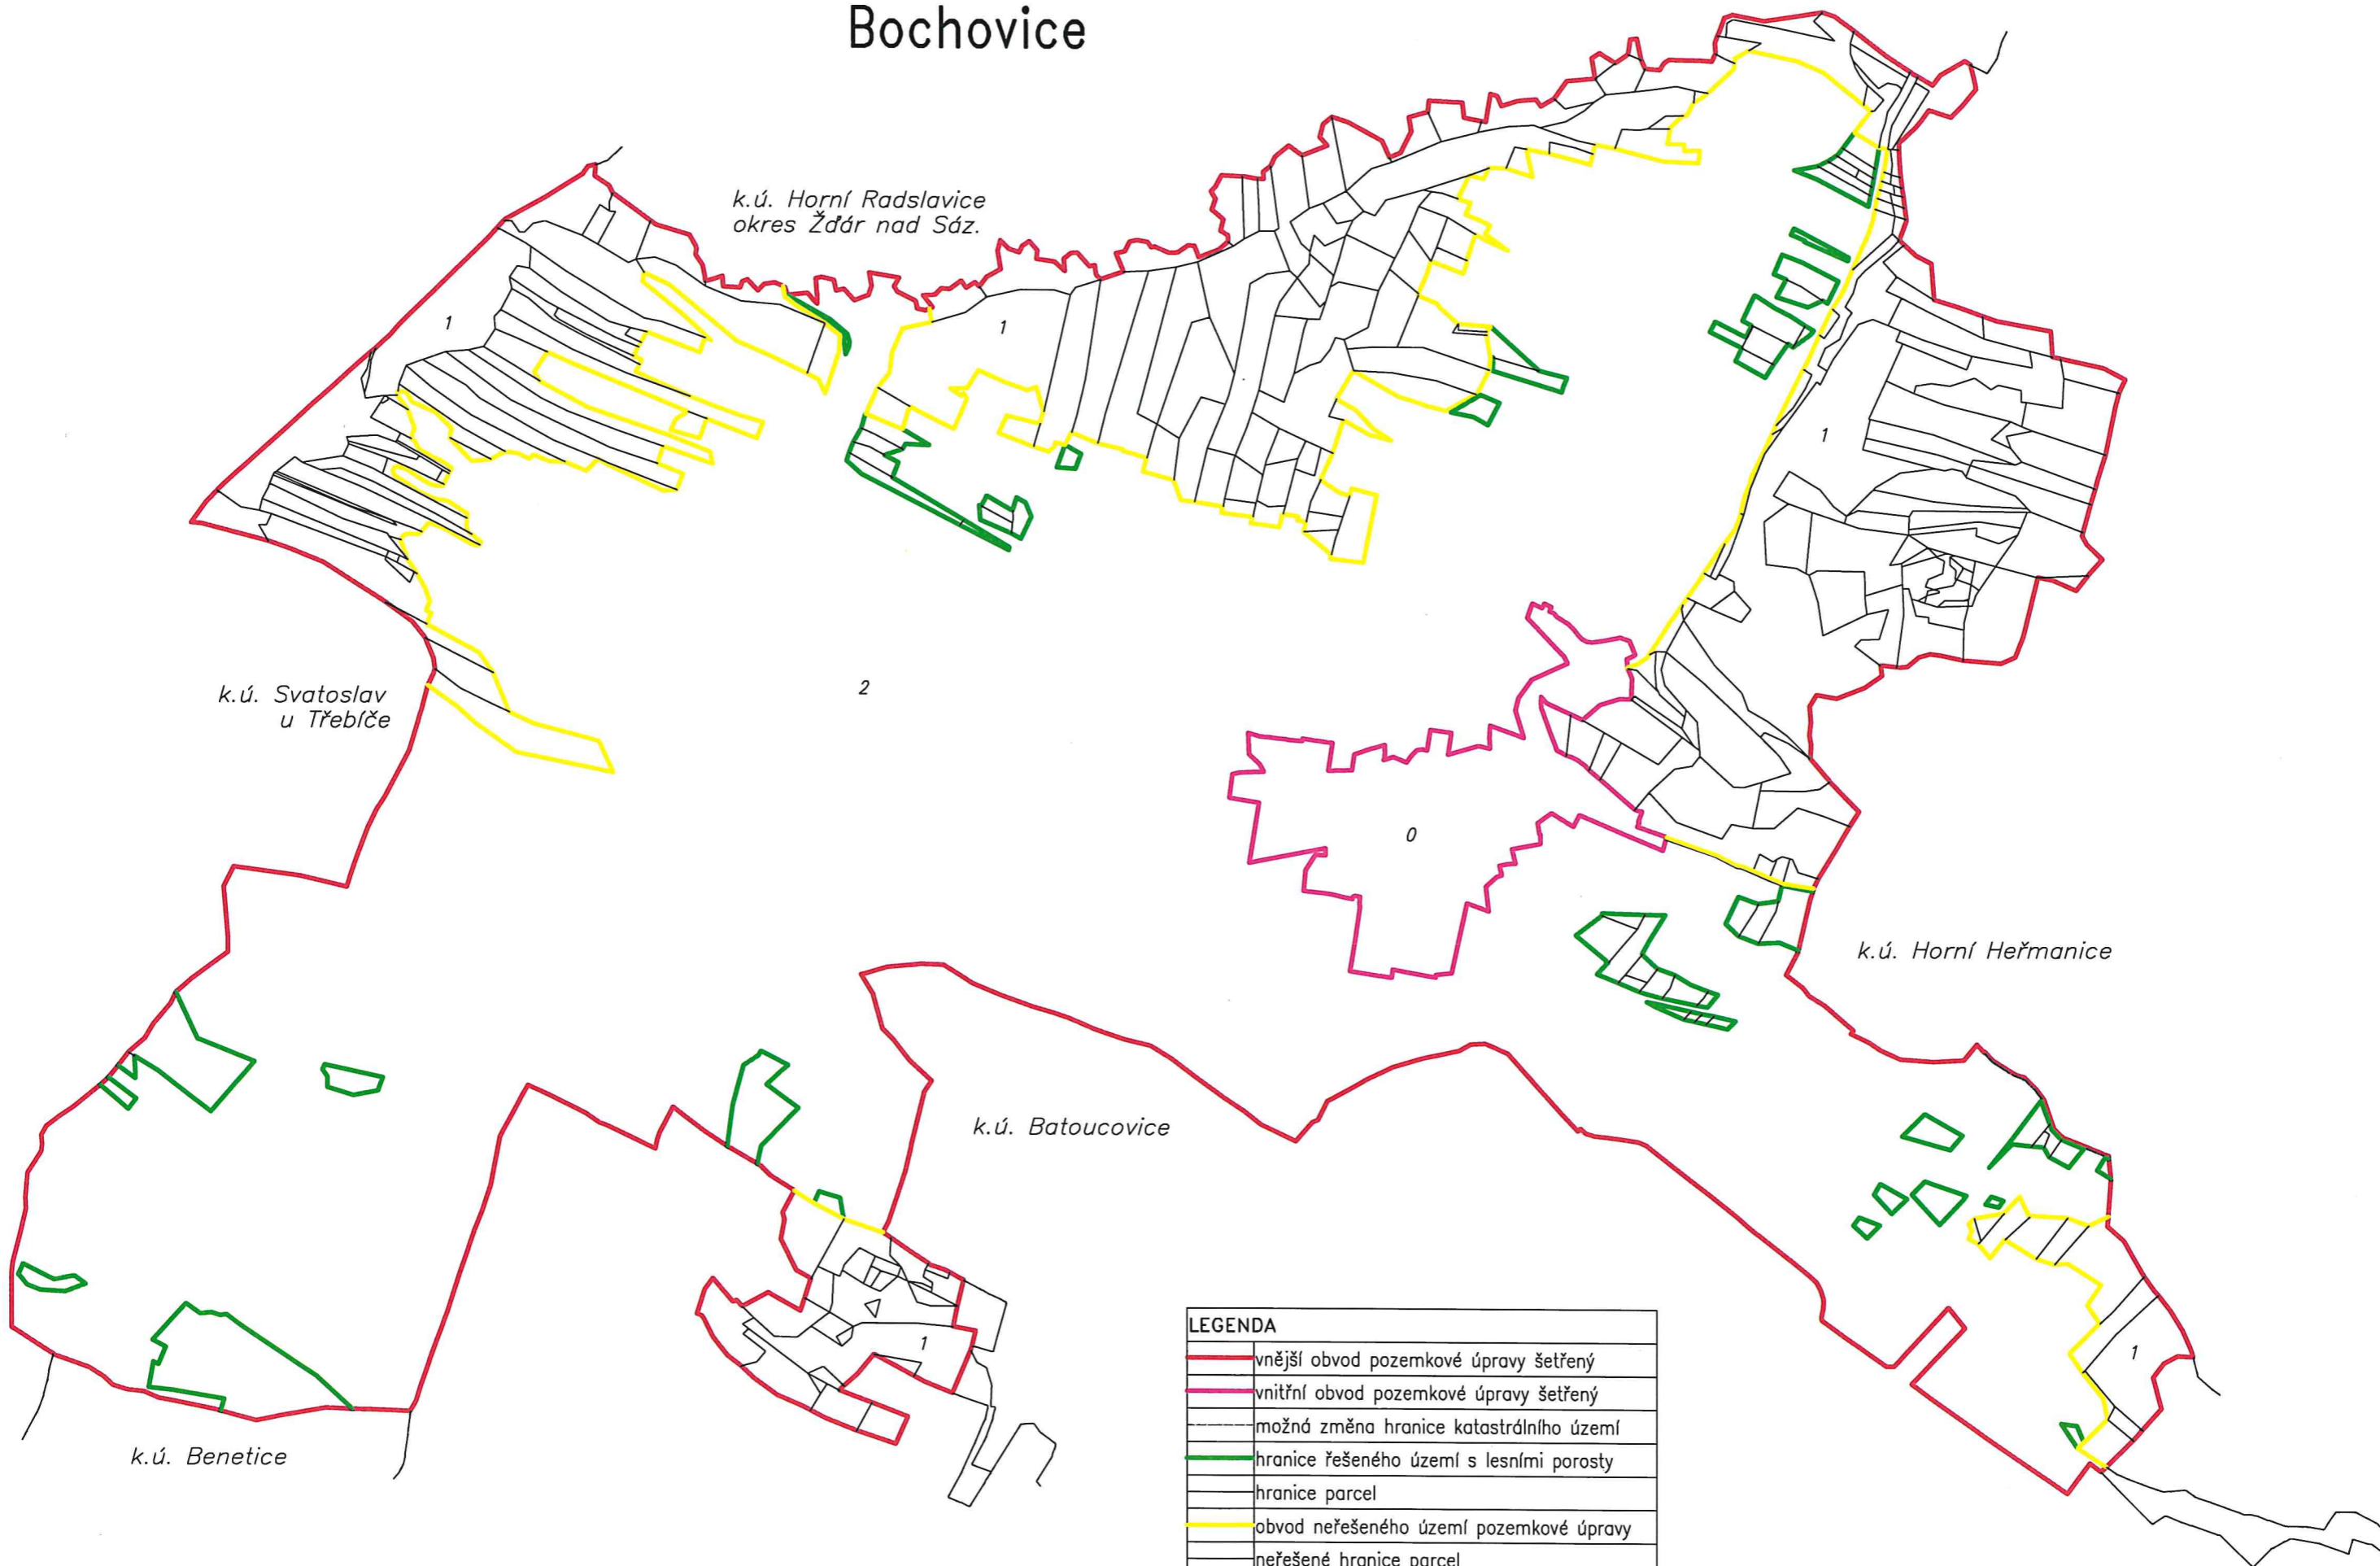 Bochovice
k.ú. Horní Radslavice
okres Žďár nad Sáz.
1
1
1
k.ú. Svatoslav
u Třebíče
2
0
k.ú. Horní Heřmanice
k.ú. Batoucovice
1
1
k.ú. Benetice
LEGENDA
vnější obvod pozemkové úpravy šetřený
vnitřní obvod pozemkové úpravy šetřený
možná změna hranice katastrálního území
hranice řešeného území s lesními porosty
hranice parcel
obvod neřešeného území pozemkové úpravy
neřešené hranice parcel